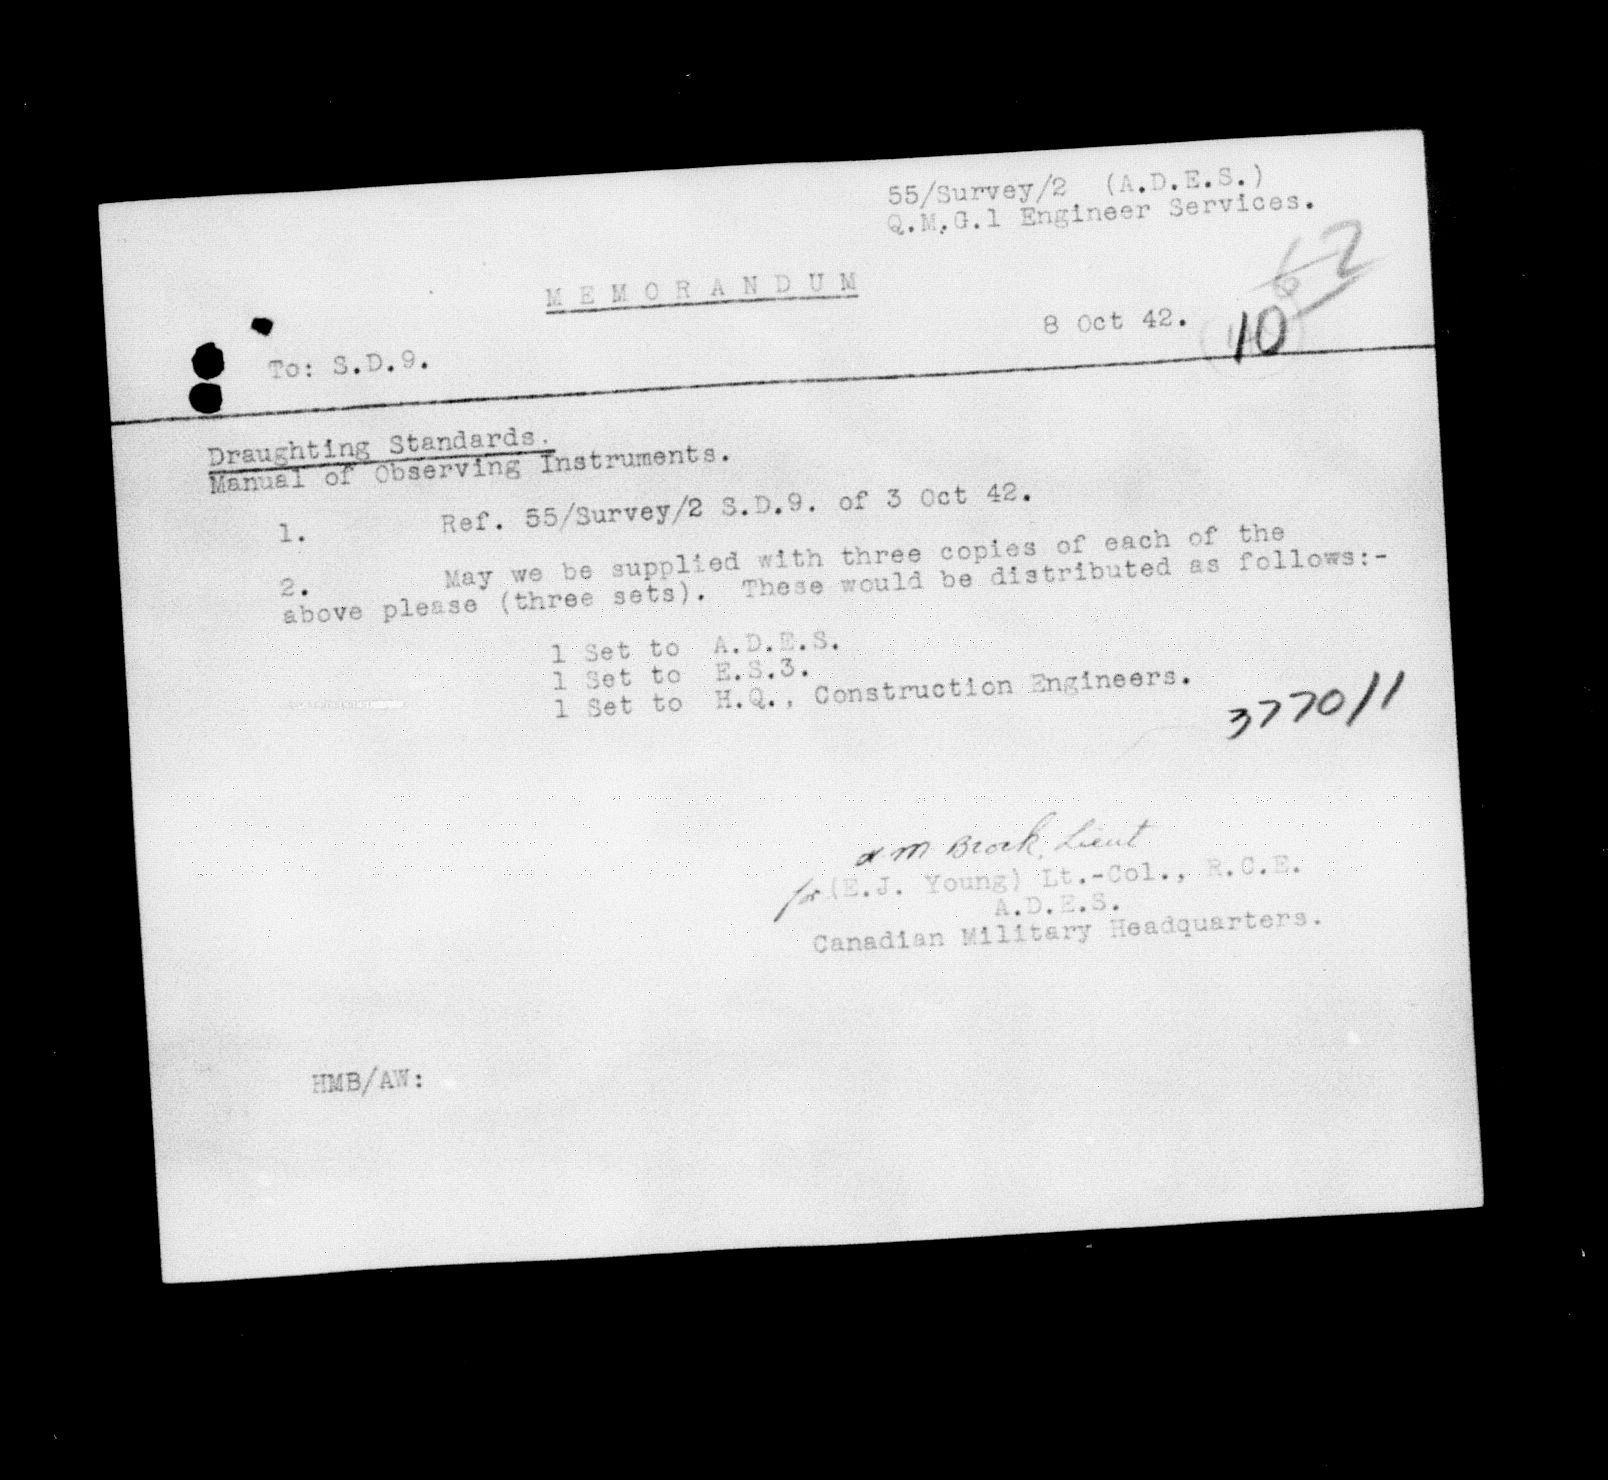 55/Survey/2 (A.D.E.S.)
Q.M.G.1 Engineer Services.
M E M O R A N D U M
8 Oct 42.
10
To: S.D.9.
Draughting Standards.
Manual of Observing Instruments.
1. Ref. 55/Survey/2 S.D.9. of 3 Oct 42.
2. May we be supplied with three copies of each of the
above please (three sets). These would be distributed as follows:-
1 Set to A.D.E.S.
1 Set to E.S.3.
1 Set to H.Q., Construction Engineers.
3770/1
M Brock, Lieut
for (E.J. Young) Lt.-Col., R.C.E.
A.D.E.S.
Canadian Military Headquarters.
HMB/AW: